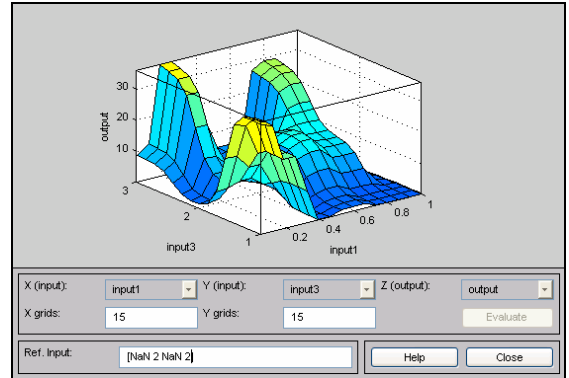 30
20
10
output
3
2
1
input3
0.2
0.4
0.6
0.8
1
input1
X (input): input1 Y (input): input3 Z (output): output
X grids: 15 Y grids: 15 Evaluate
Ref. Input: [NaN 2 NaN 2] Help Close